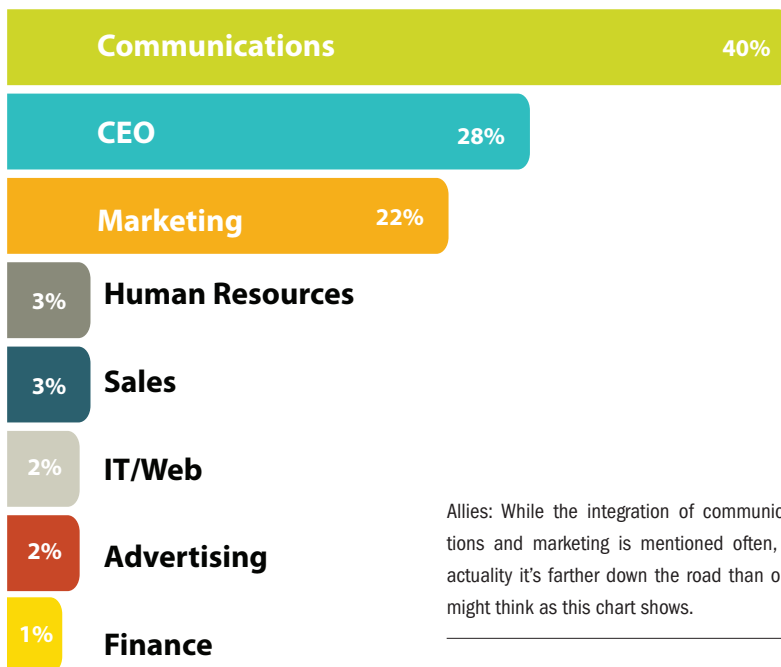 Communications 40%
CEO 28%
Marketing 22%
3% Human Resources
3% Sales
2% IT/Web
2% Advertising
1% Finance
Allies: While the integration of communic
tions and marketing is mentioned often,
actuality it's farther down the road than o
might think as this chart shows.